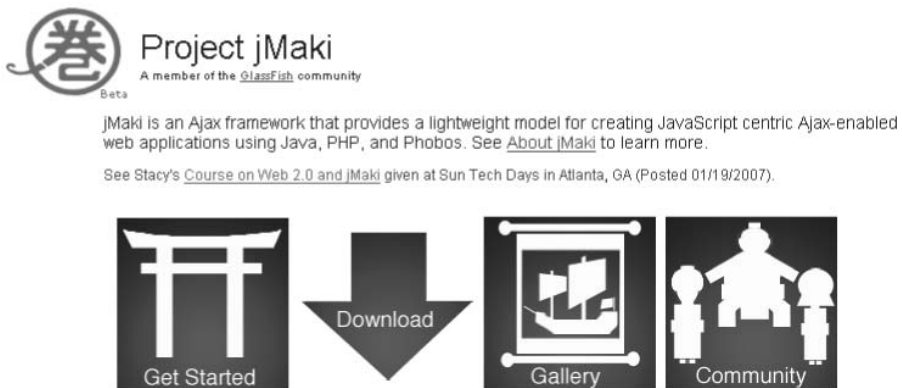 巻
Project jMaki
A member of the GlassFish community
Beta
jMaki is an Ajax framework that provides a lightweight model for creating JavaScript centric Ajax-enabled
web applications using Java, PHP, and Phobos. See About jMaki to learn more.
See Stacy's Course on Web 2.0 and jMaki given at Sun Tech Days in Atlanta, GA (Posted 01/19/2007).
Get Started
Download
Gallery
Community